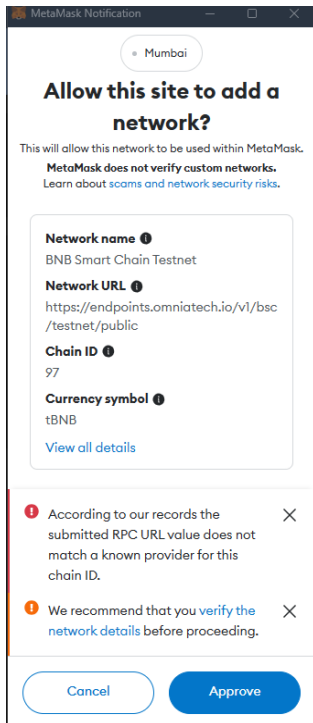 MetaMask Notification
Mumbai
Allow this site to add a
network?
This will allow this network to be used within MetaMask.
MetaMask does not verify custom networks.
Learn about scams and network security risks.
Network name
BNB Smart Chain Testnet
Network URL
https://endpoints.omniatech.io/v1/bsc
/testnet/public
Chain ID
97
Currency symbol
tBNB
View all details
According to our records the
submitted RPC URL value does not
match a known provider for this
chain ID.
We recommend that you verify the
network details before proceeding.
Cancel
Approve